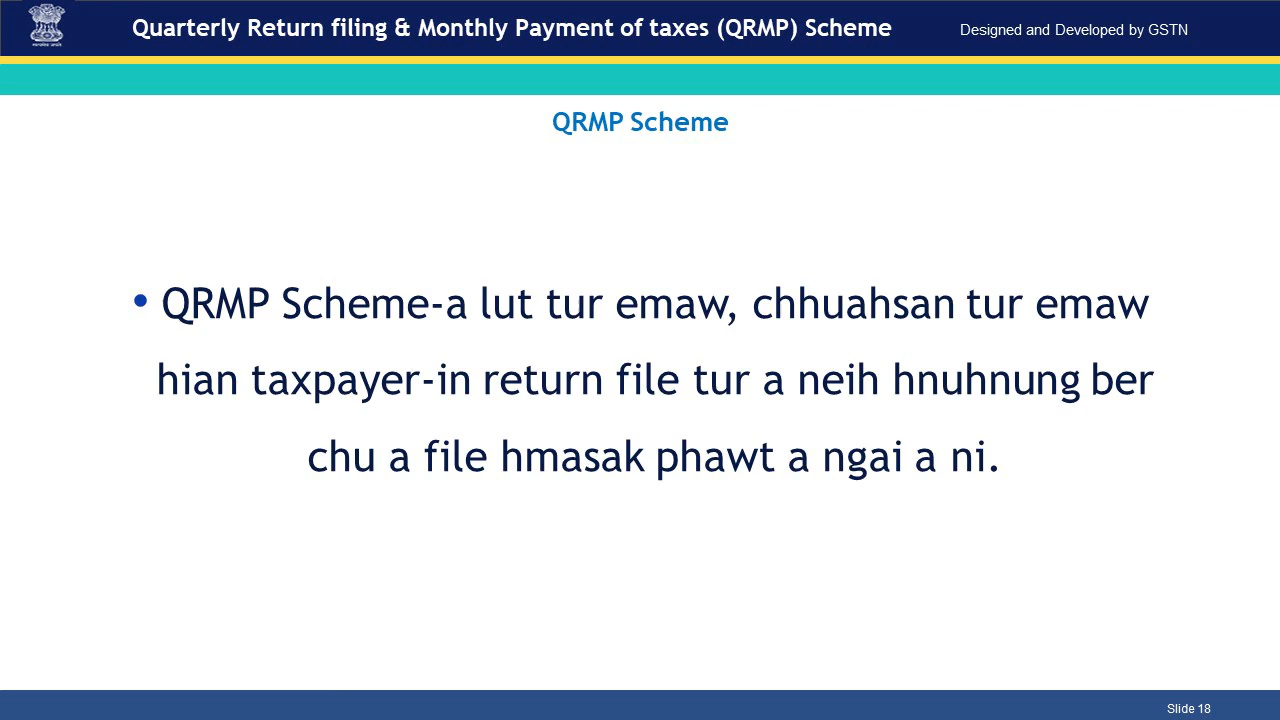 Quarterly Return filing & Monthly Payment of taxes (QRMP) Scheme
Designed and Developed by GSTN
QRMP Scheme
• QRMP Scheme-a lut tur emaw, chhuahsan tur emaw
hian taxpayer-in return file tur a neih hnuhnung ber
chu a file hmasak phawt a ngai a ni.
Slide 18